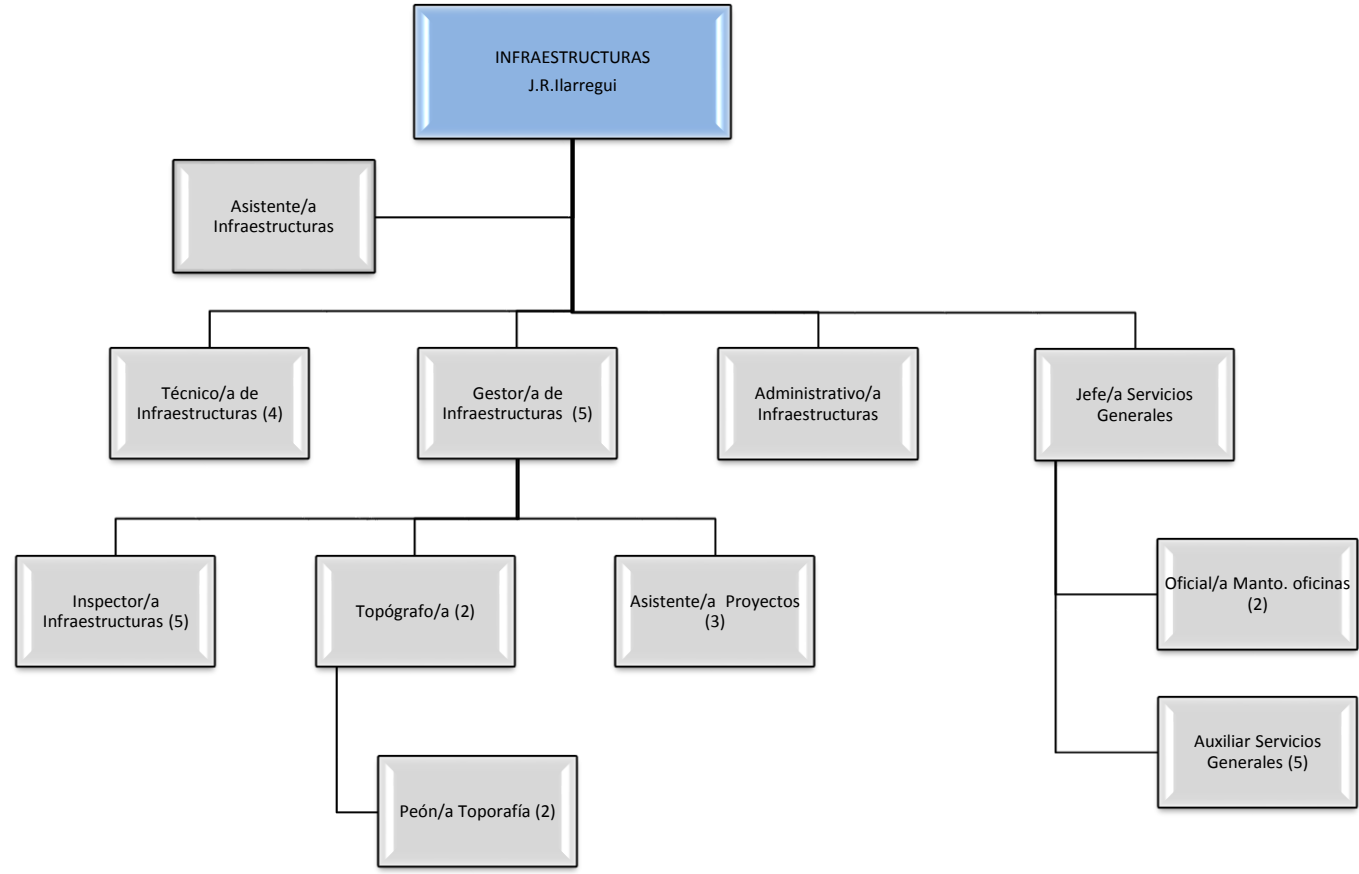 INFRAESTRUCTURAS
J.R.Ilarregui
Asistente/a
Infraestructuras
Técnico/a de
Infraestructuras (4)
Gestor/a de
Infraestructuras (5)
Administrativo/a
Infraestructuras
Jefe/a Servicios
Generales
Inspector/a
Infraestructuras (5)
Topógrafo/a (2)
Asistente/a Proyectos
(3)
Oficial/a Manto. oficinas
(2)
Auxiliar Servicios
Generales (5)
Peón/a Toporafía (2)